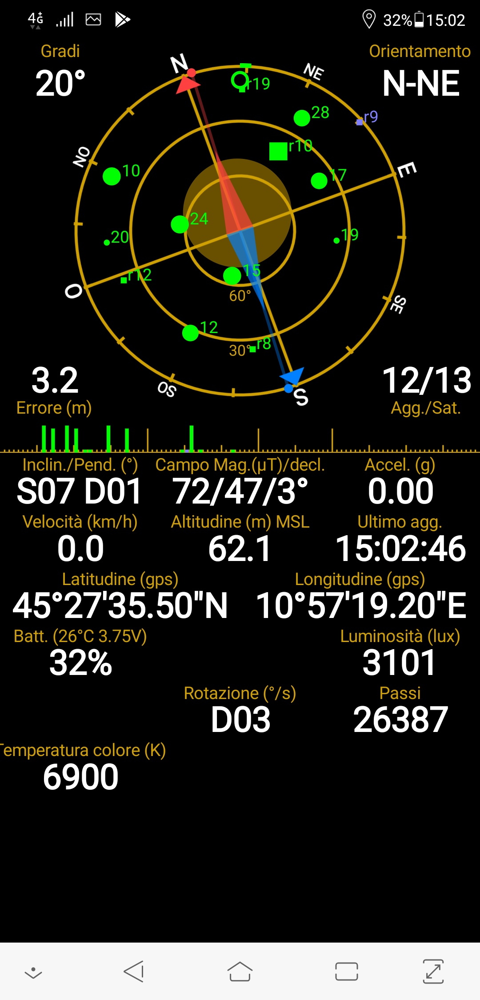 4G+ 32% 15:02
Gradi Orientamento
20° N-NE
N NE
r19
28 r9
r10
NO E
10 17
24
20 19
15
r12
O 60° SE
12
30° r8
3.2 12/13
OS S
Errore (m) Agg./Sat.
Inclin./Pend. (°) Campo Mag.(µT)/decl. Accel. (g)
S07 D01 72/47/3° 0.00
Velocità (km/h) Altitudine (m) MSL Ultimo agg.
0.0 62.1 15:02:46
Latitudine (gps) Longitudine (gps)
45°27'35.50"N 10°57'19.20"E
Batt. (26°C 3.75V) Luminosità (lux)
32% 3101
Rotazione (°/s) Passi
D03 26387
Temperatura colore (K)
6900